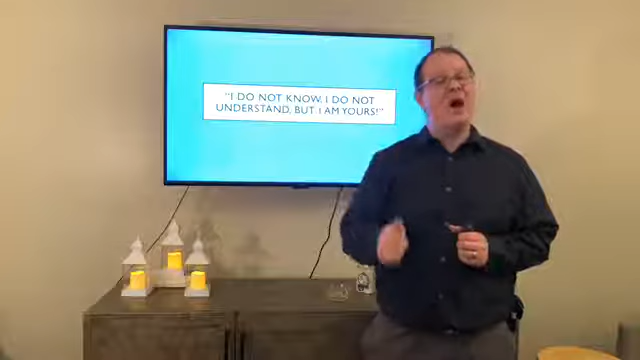 "I DO NOT KNOW, I DO NOT
UNDERSTAND, BUT I AM YOURS!"